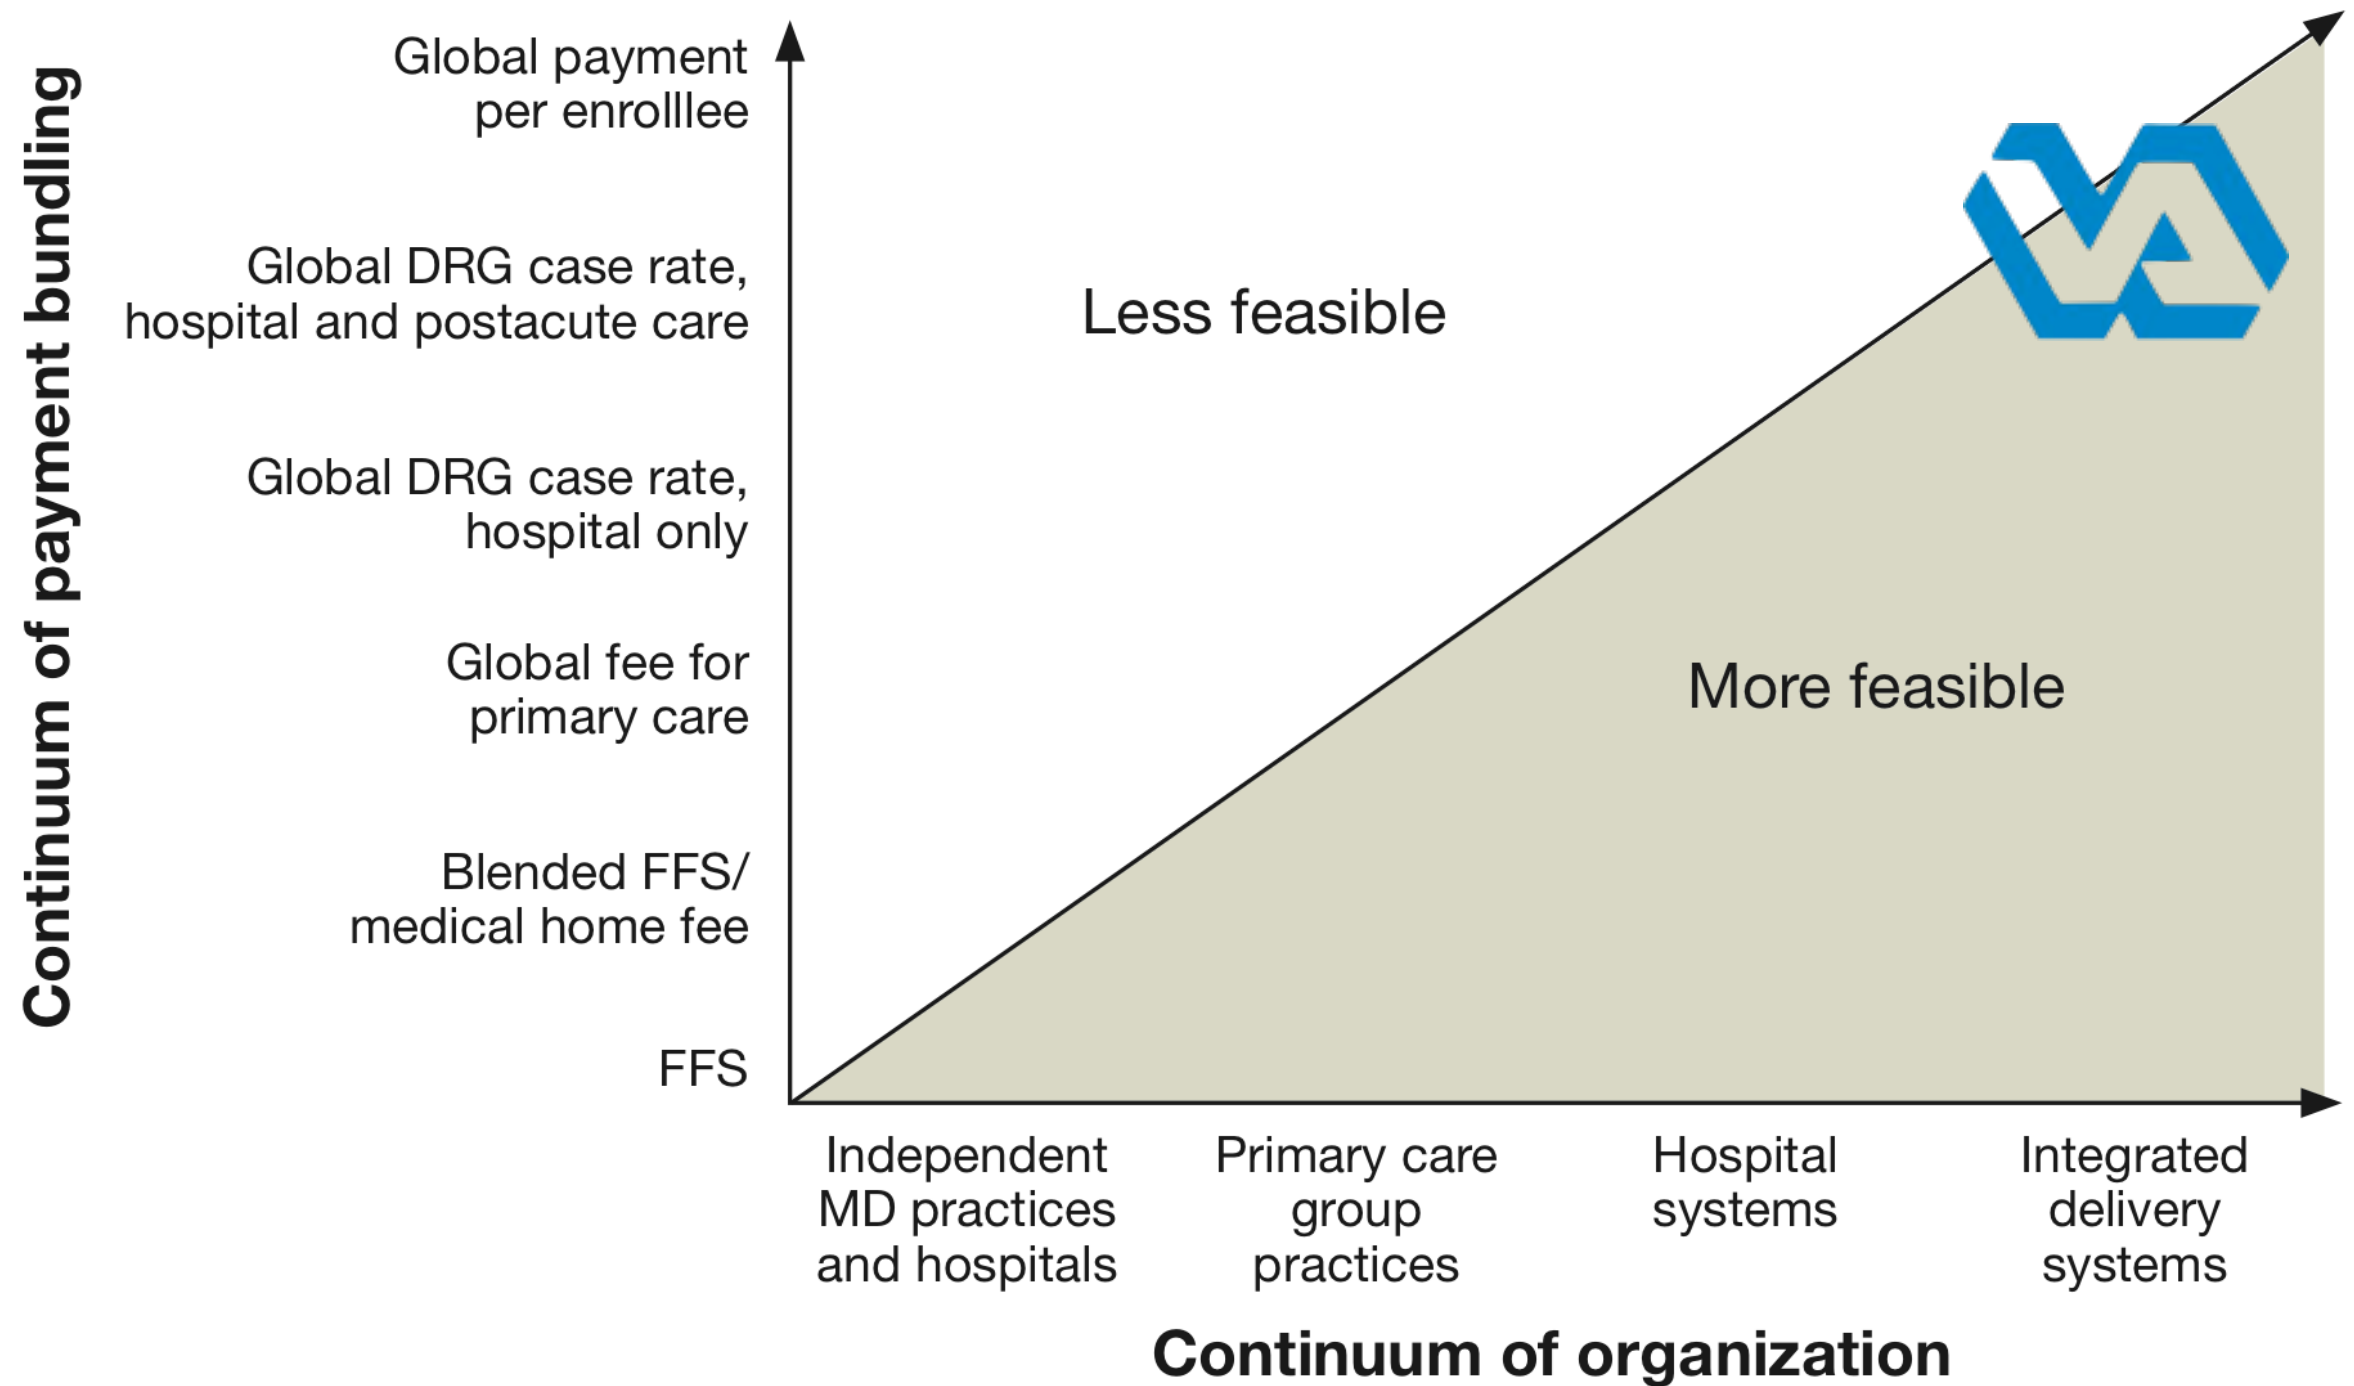 Continuum of payment bundling
Global payment
per enrolllee
Global DRG case rate,
hospital and postacute care
Global DRG case rate,
hospital only
Global fee for
primary care
Blended FFS/
medical home fee
FFS
Less feasible
VA
More feasible
Independent
MD practices
and hospitals
Primary care
group
practices
Hospital
systems
Integrated
delivery
systems
Continuum of organization